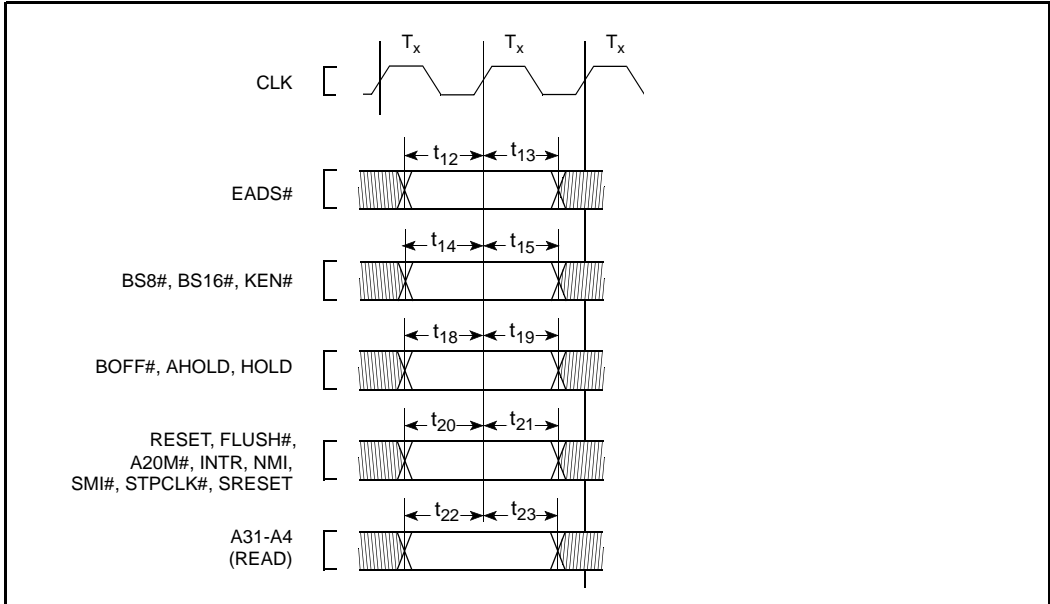 Tx Tx Tx
CLK
t12 t13
EADS#
t14 t15
BS8#, BS16#, KEN#
t18 t19
BOFF#, AHOLD, HOLD
t20 t21
RESET, FLUSH#,
A20M#, INTR, NMI,
SMI#, STPCLK#, SRESET
t22 t23
A31-A4
(READ)